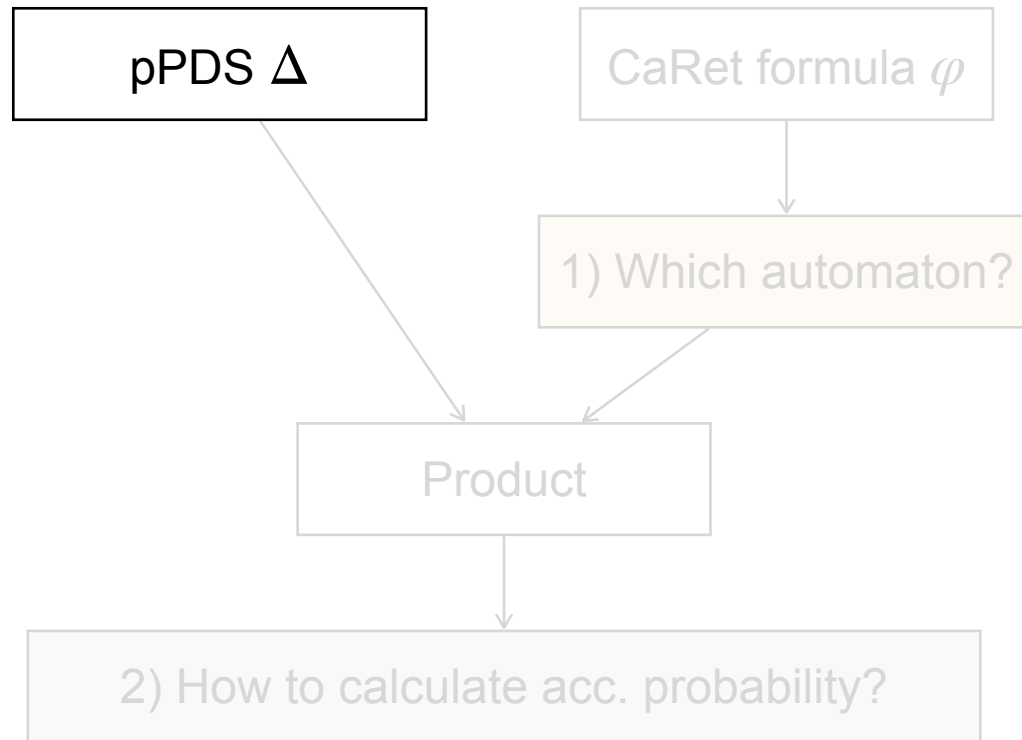 pPDS Δ
CaRet formula φ
1) Which automaton?
Product
2) How to calculate acc. probability?